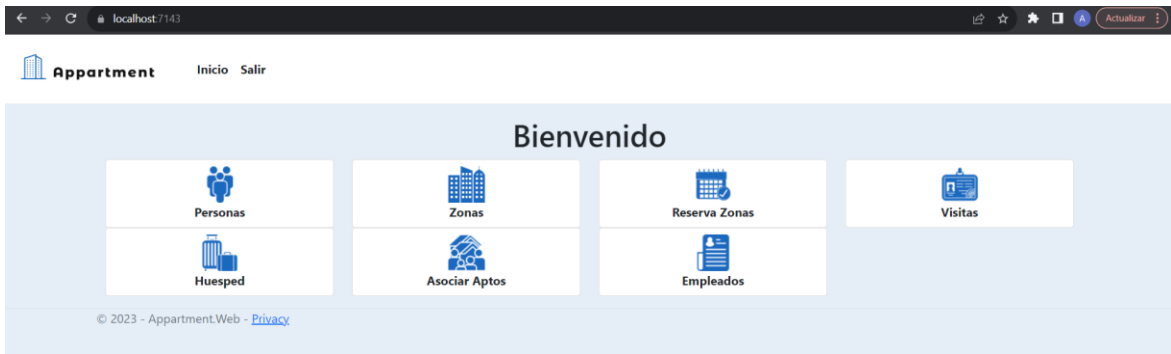 localhost:7143
A
Actualizar
Appartment
Inicio Salir
Bienvenido
Personas
Zonas
Reserva Zonas
Visitas
Huesped
Asociar Aptos
Empleados
© 2023 - Appartment.Web - Privacy